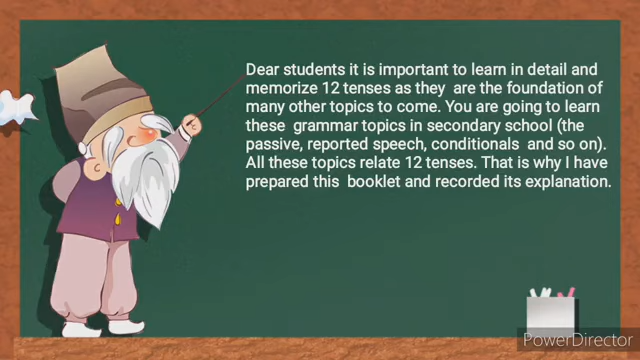 Dear students it is important to learn in detail and
memorize 12 tenses as they are the foundation of
many other topics to come. You are going to learn
these grammar topics in secondary school (the
passive, reported speech, conditionals and so on).
All these topics relate 12 tenses. That is why I have
prepared this booklet and recorded its explanation.
PowerDirector